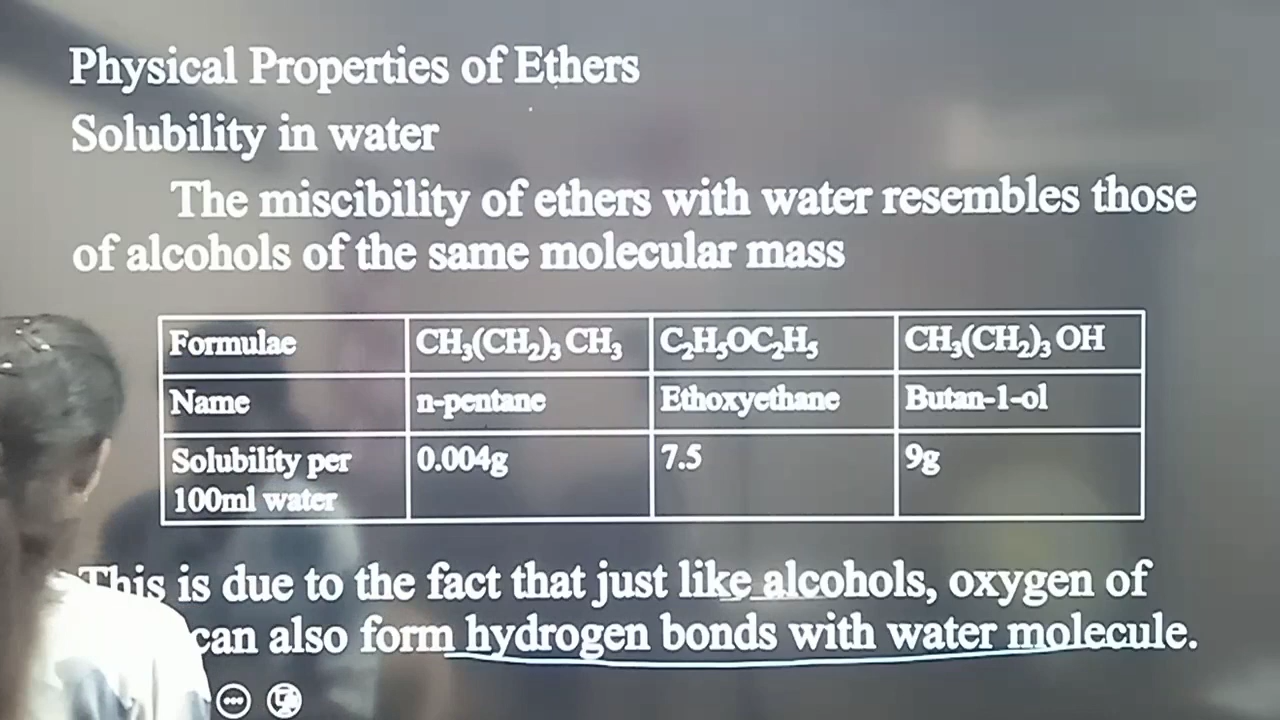 Physical Properties of Ethers
Solubility in water
The miscibility of ethers with water resembles those
of alcohols of the same molecular mass
Formulae CH₃(CH₂)₃ CH₃ C₂H₅OC₂H₅ CH₃(CH₂)₃ OH
Name n-pentane Ethoxyethane Butan-1-ol
Solubility per 0.004g 7.5 9g
100ml water
This is due to the fact that just like alcohols, oxygen of
can also form hydrogen bonds with water molecule.